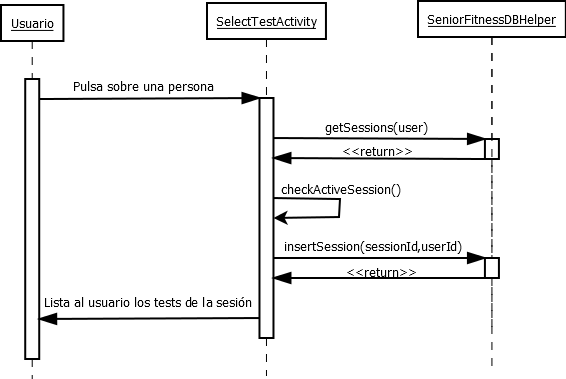 Usuario
SelectTestActivity
SeniorFitnessDBHelper
Pulsa sobre una persona
getSessions(user)
<<return>>
checkActiveSession()
insertSession(sessionId,userId)
<<return>>
Lista al usuario los tests de la sesión